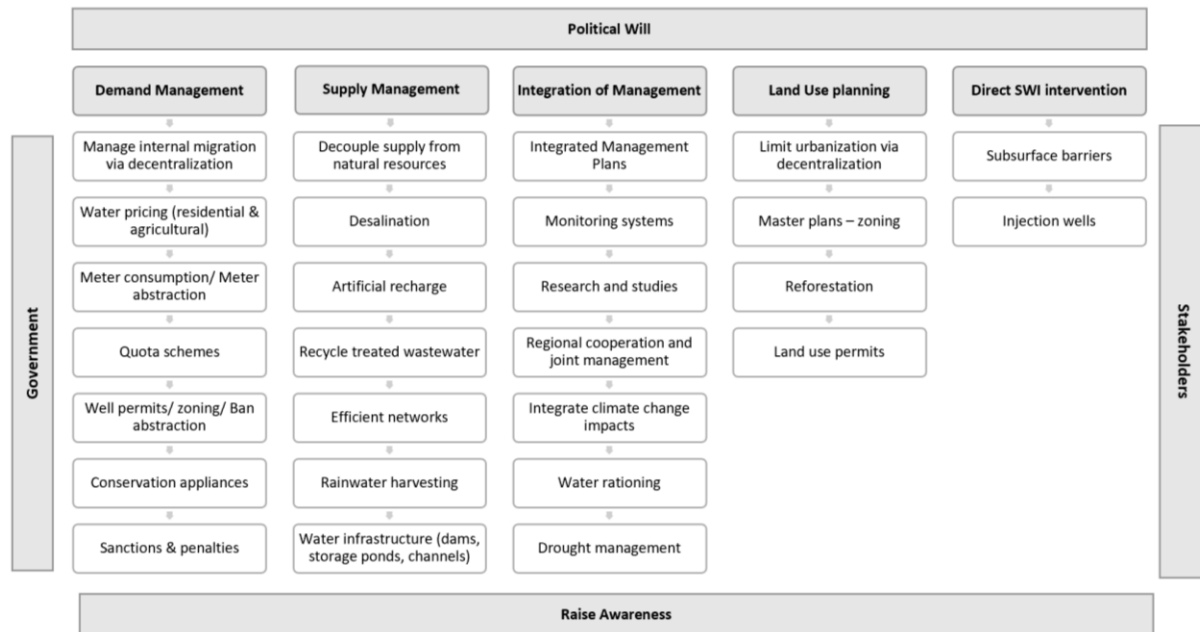 Political Will
Demand Management
Manage internal migration
via decentralization
Water pricing (residential &
agricultural)
Meter consumption/ Meter
abstraction
Quota schemes
Well permits/ zoning/ Ban
abstraction
Conservation appliances
Sanctions & penalties
Supply Management
Decouple supply from
natural resources
Desalination
Artificial recharge
Recycle treated wastewater
Efficient networks
Rainwater harvesting
Water infrastructure (dams,
storage ponds, channels)
Integration of Management
Integrated Management
Plans
Monitoring systems
Research and studies
Regional cooperation and
joint management
Integrate climate change
impacts
Water rationing
Drought management
Land Use planning
Limit urbanization via
decentralization
Master plans – zoning
Reforestation
Land use permits
Direct SWI intervention
Subsurface barriers
Injection wells
Government
Stakeholders
Raise Awareness